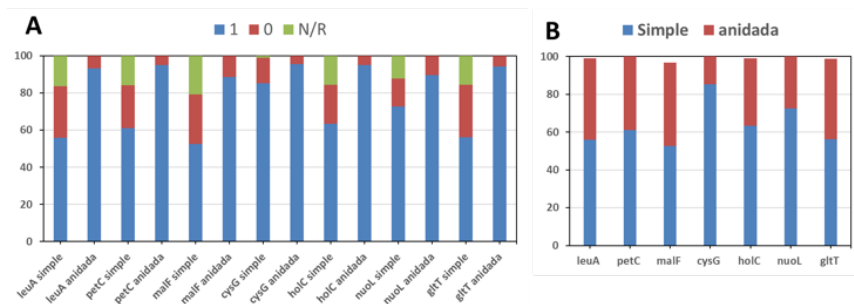 A
1 0 N/R
100
80
60
40
20
0
leuA simple
leuA anidada
petC simple
petC anidada
malF simple
malF anidada
cysG simple
cysG anidada
holC simple
holC anidada
nuoL simple
nuoL anidada
gltT simple
gltT anidada
B
Simple anidada
100
80
60
40
20
0
leuA petC malF cysG holC nuoL gltT